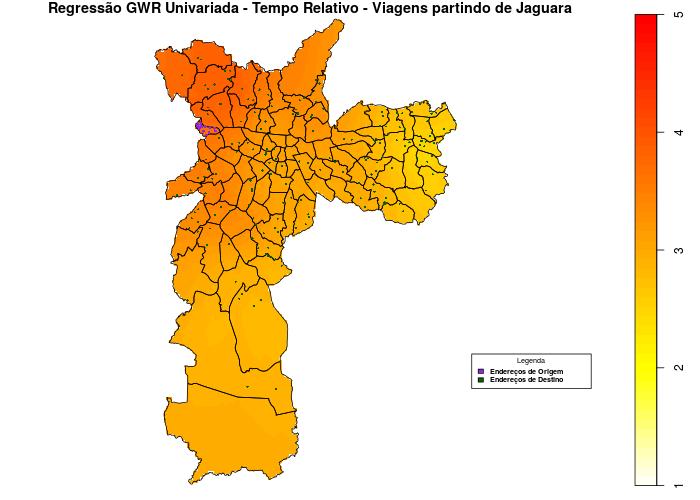 Regressão GWR Univariada - Tempo Relativo - Viagens partindo de Jaguara
5
4
3
2
1
Legenda
Endereços de Origem
Endereços de Destino